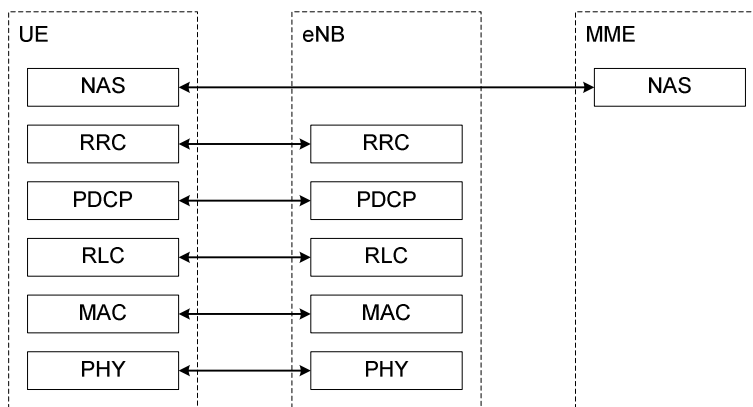 UE eNB MME
NAS NAS
RRC RRC
PDCP PDCP
RLC RLC
MAC MAC
PHY PHY